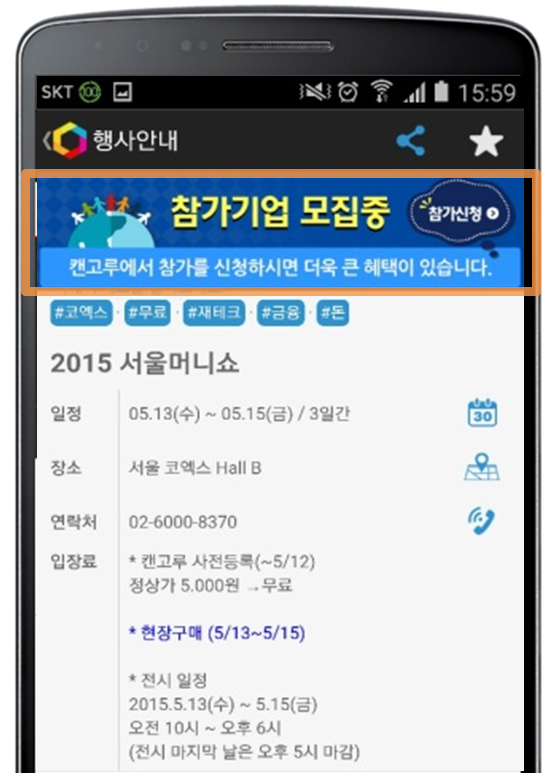 SKT 100 15:59
행사안내
참가기업 모집중 참가신청
캔고루에서 참가를 신청하시면 더욱 큰 혜택이 있습니다.
#코엑스 · #무료 · #재테크 · #금융 · #돈
2015 서울머니쇼
일정 05.13(수) ~ 05.15(금) / 3일간 30
장소 서울 코엑스 Hall B
연락처 02-6000-8370
입장료 * 캔고루 사전등록(~5/12)
정상가 5.000원 →무료
* 현장구매 (5/13~5/15)
* 전시 일정
2015.5.13(수) ~ 5.15(금)
오전 10시 ~ 오후 6시
(전시 마지막 날은 오후 5시 마감)